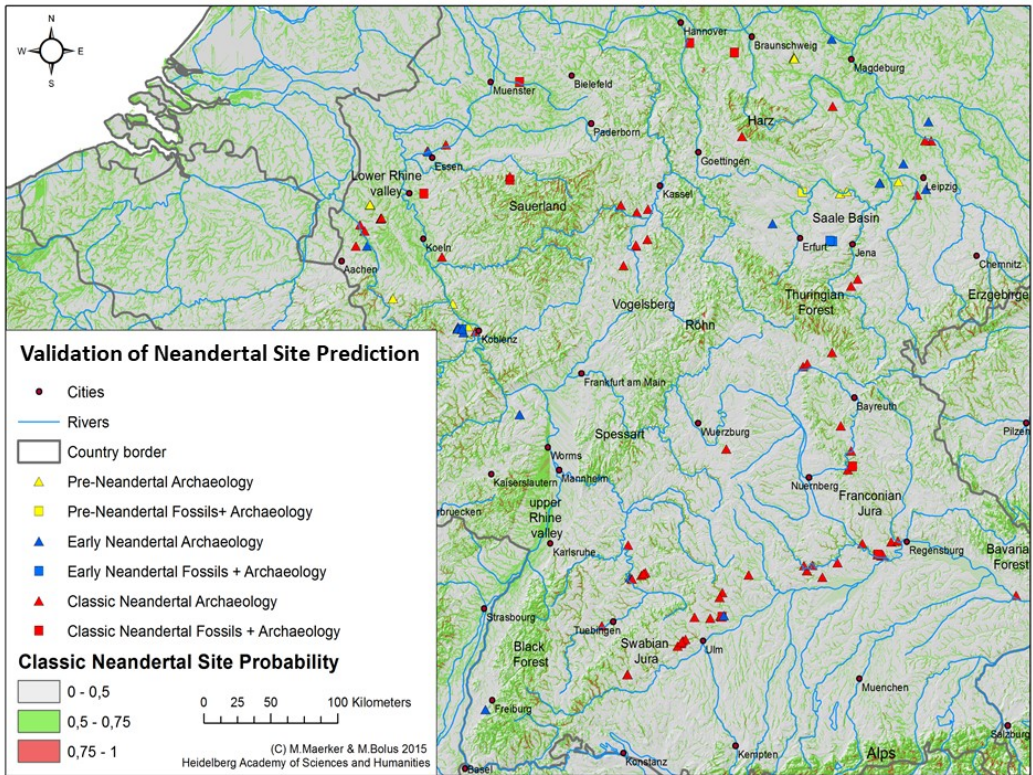 N
W E
S
Hannover
Braunschweig
Magdeburg
Muenster
Bielefeld
Paderborn
Harz
Goettingen
Essen
Lower Rhine
valley
Sauerland
Kassel
Leipzig
Saale Basin
Koeln
Erfurt
Jena
Aachen
Chemnitz
Vogelsberg
Thuringian
Forest
Erzgebirge
Röhn
Koblenz
Validation of Neandertal Site Prediction
Cities
Rivers
Country border
Pre-Neandertal Archaeology
Pre-Neandertal Fossils+ Archaeology
Early Neandertal Archaeology
Early Neandertal Fossils + Archaeology
Classic Neandertal Archaeology
Classic Neandertal Fossils + Archaeology
Classic Neandertal Site Probability
0 - 0,5
0,5 - 0,75
0,75 - 1
0 50 100 Kilometers
(C) M.Maerker & M.Bolus 2015
Heidelberg Academy of Sciences and Humanities
Frankfurt am Main
Bayreuth
Spessart
Wuerzburg
Pilzen
Worms
Mannheim
Kaiserslautern
Nuernberg
rbruecken
upper
Rhine
valley
Franconian
Jura
Karlsruhe
Regensburg
Bavaria
Forest
Strasbourg
Tuebingen
Black
Forest
Swabian
Jura
Ulm
Muenchen
Freiburg
Salzburg
Kempten
Alps
Konstanz
Basel